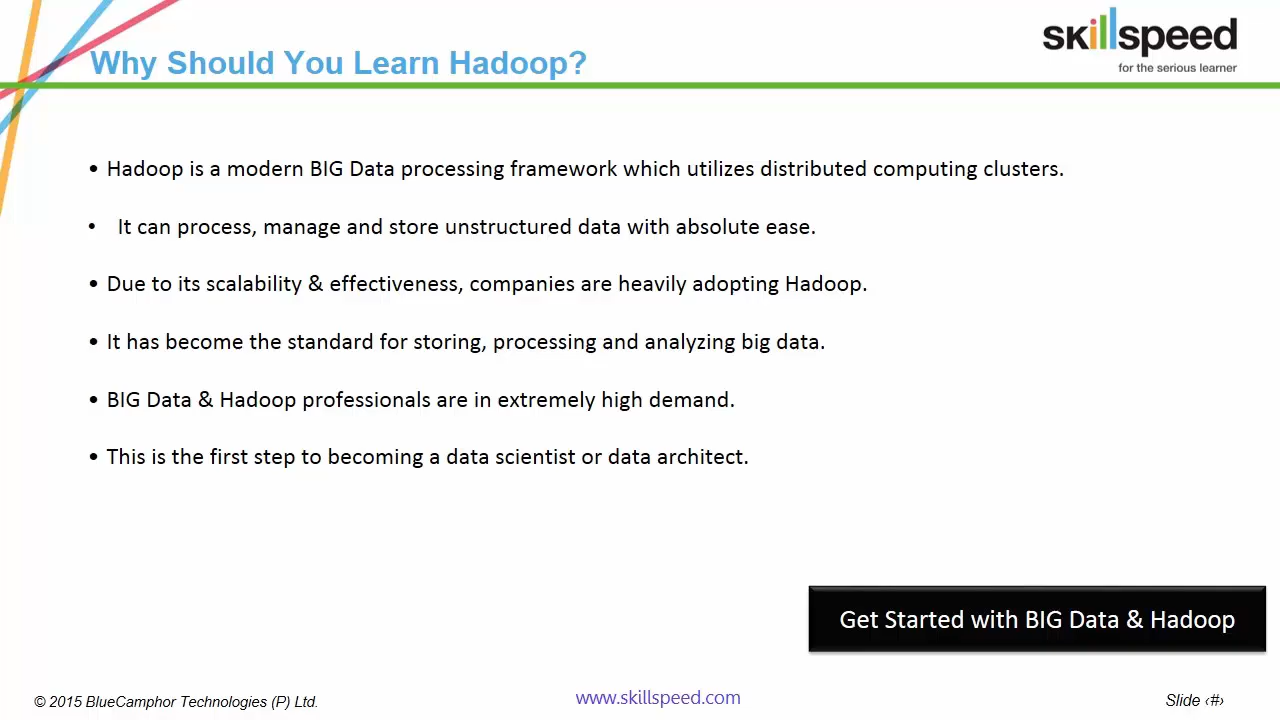 Why Should You Learn Hadoop?
skillspeed
for the serious learner
• Hadoop is a modern BIG Data processing framework which utilizes distributed computing clusters.
• It can process, manage and store unstructured data with absolute ease.
• Due to its scalability & effectiveness, companies are heavily adopting Hadoop.
• It has become the standard for storing, processing and analyzing big data.
• BIG Data & Hadoop professionals are in extremely high demand.
• This is the first step to becoming a data scientist or data architect.
Get Started with BIG Data & Hadoop
© 2015 BlueCamphor Technologies (P) Ltd.
www.skillspeed.com
Slide ‹#›